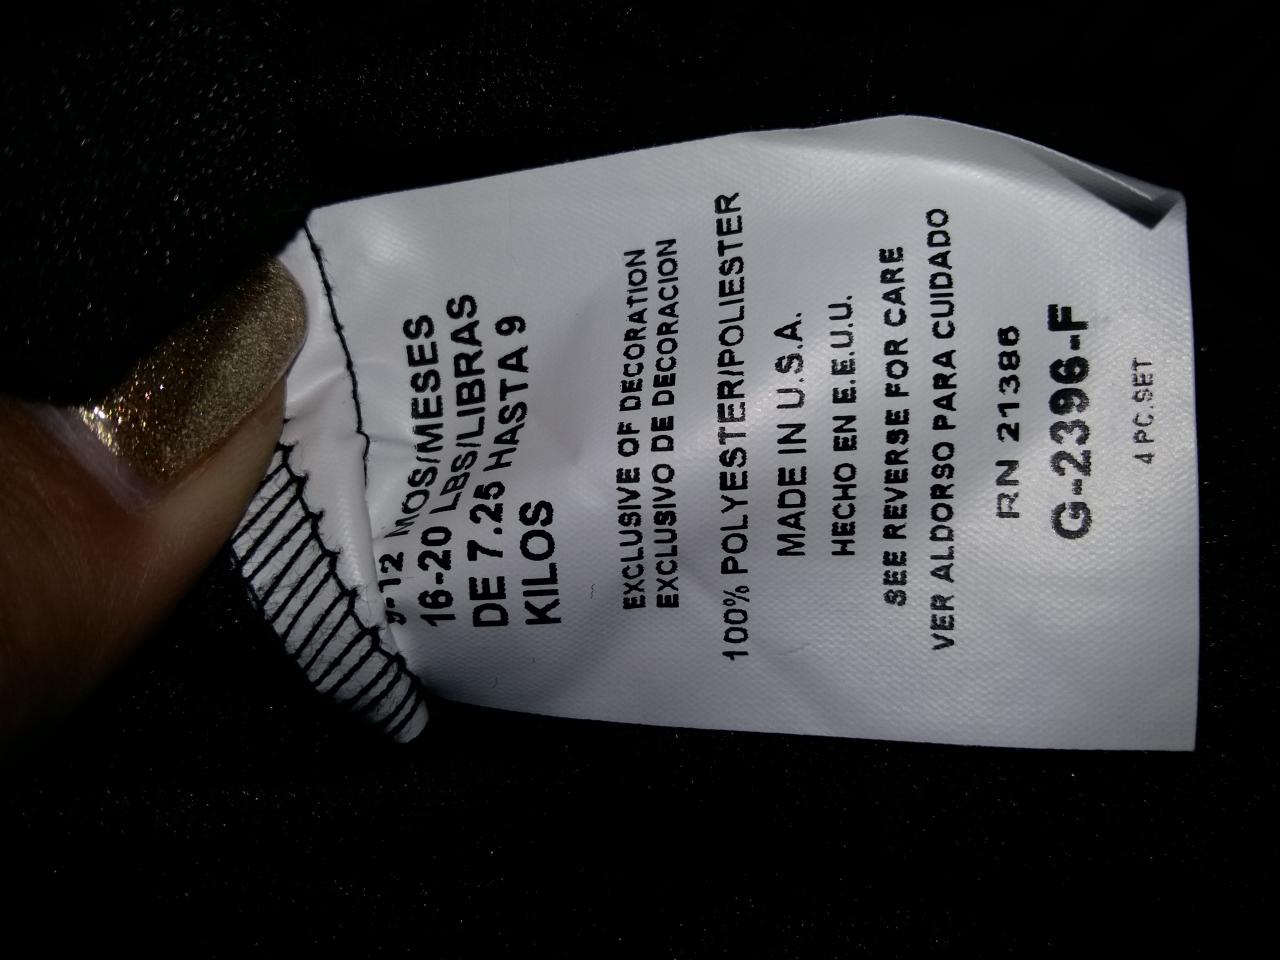 9-12 MOS/MESES
16-20 LBS/LIBRAS
DE 7.25 HASTA 9
KILOS
EXCLUSIVE OF DECORATION
EXCLUSIVO DE DECORACION
100% POLYESTER/POLIESTER
MADE IN U.S.A.
HECHO EN E.E.U.U.
SEE REVERSE FOR CARE
VER ALDORSO PARA CUIDADO
RN 21386
G-2396-F
4 PC.SET